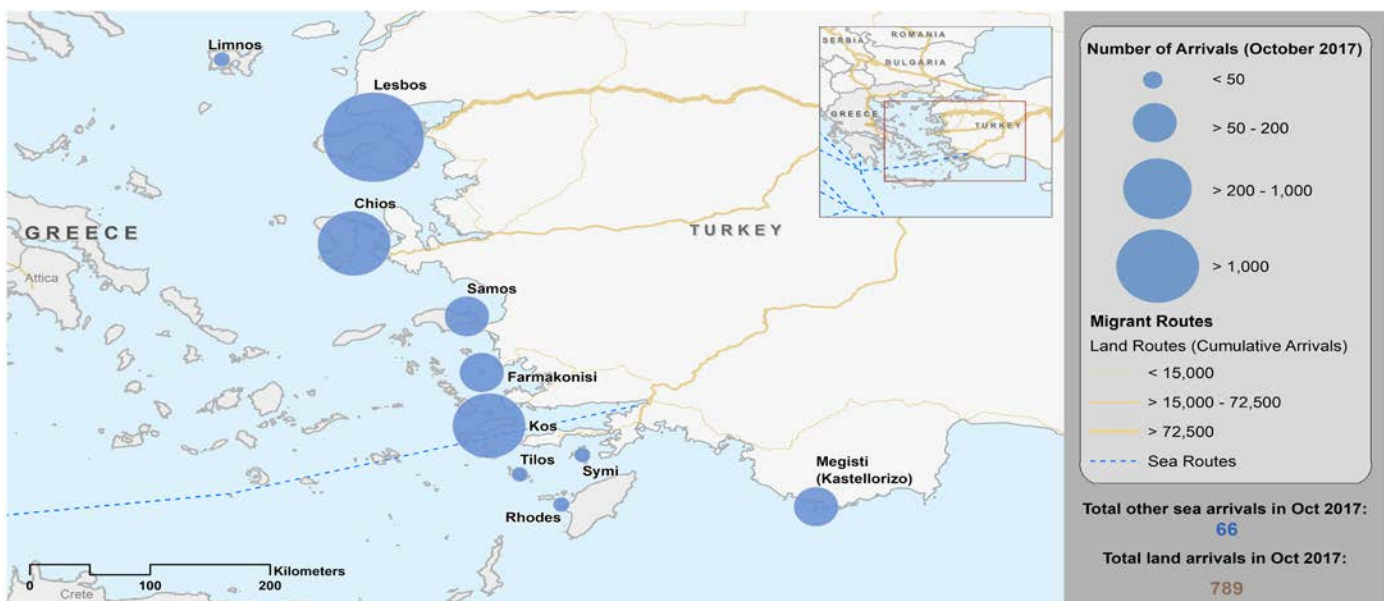 Limnos
Lesbos
Chios
GREECE
Attica
TURKEY
Samos
Farmakonisi
Kos
Tilos
Symi
Rhodes
Megisti
(Kastellorizo)
Kilometers
0 100 200
Crete
SERBIA
ROMANIA
BULGARIA
GREECE
TURKEY
Number of Arrivals (October 2017)
< 50
> 50 - 200
> 200 - 1,000
> 1,000
Migrant Routes
Land Routes (Cumulative Arrivals)
< 15,000
> 15,000 - 72,500
> 72,500
Sea Routes
Total other sea arrivals in Oct 2017:
66
Total land arrivals in Oct 2017:
789